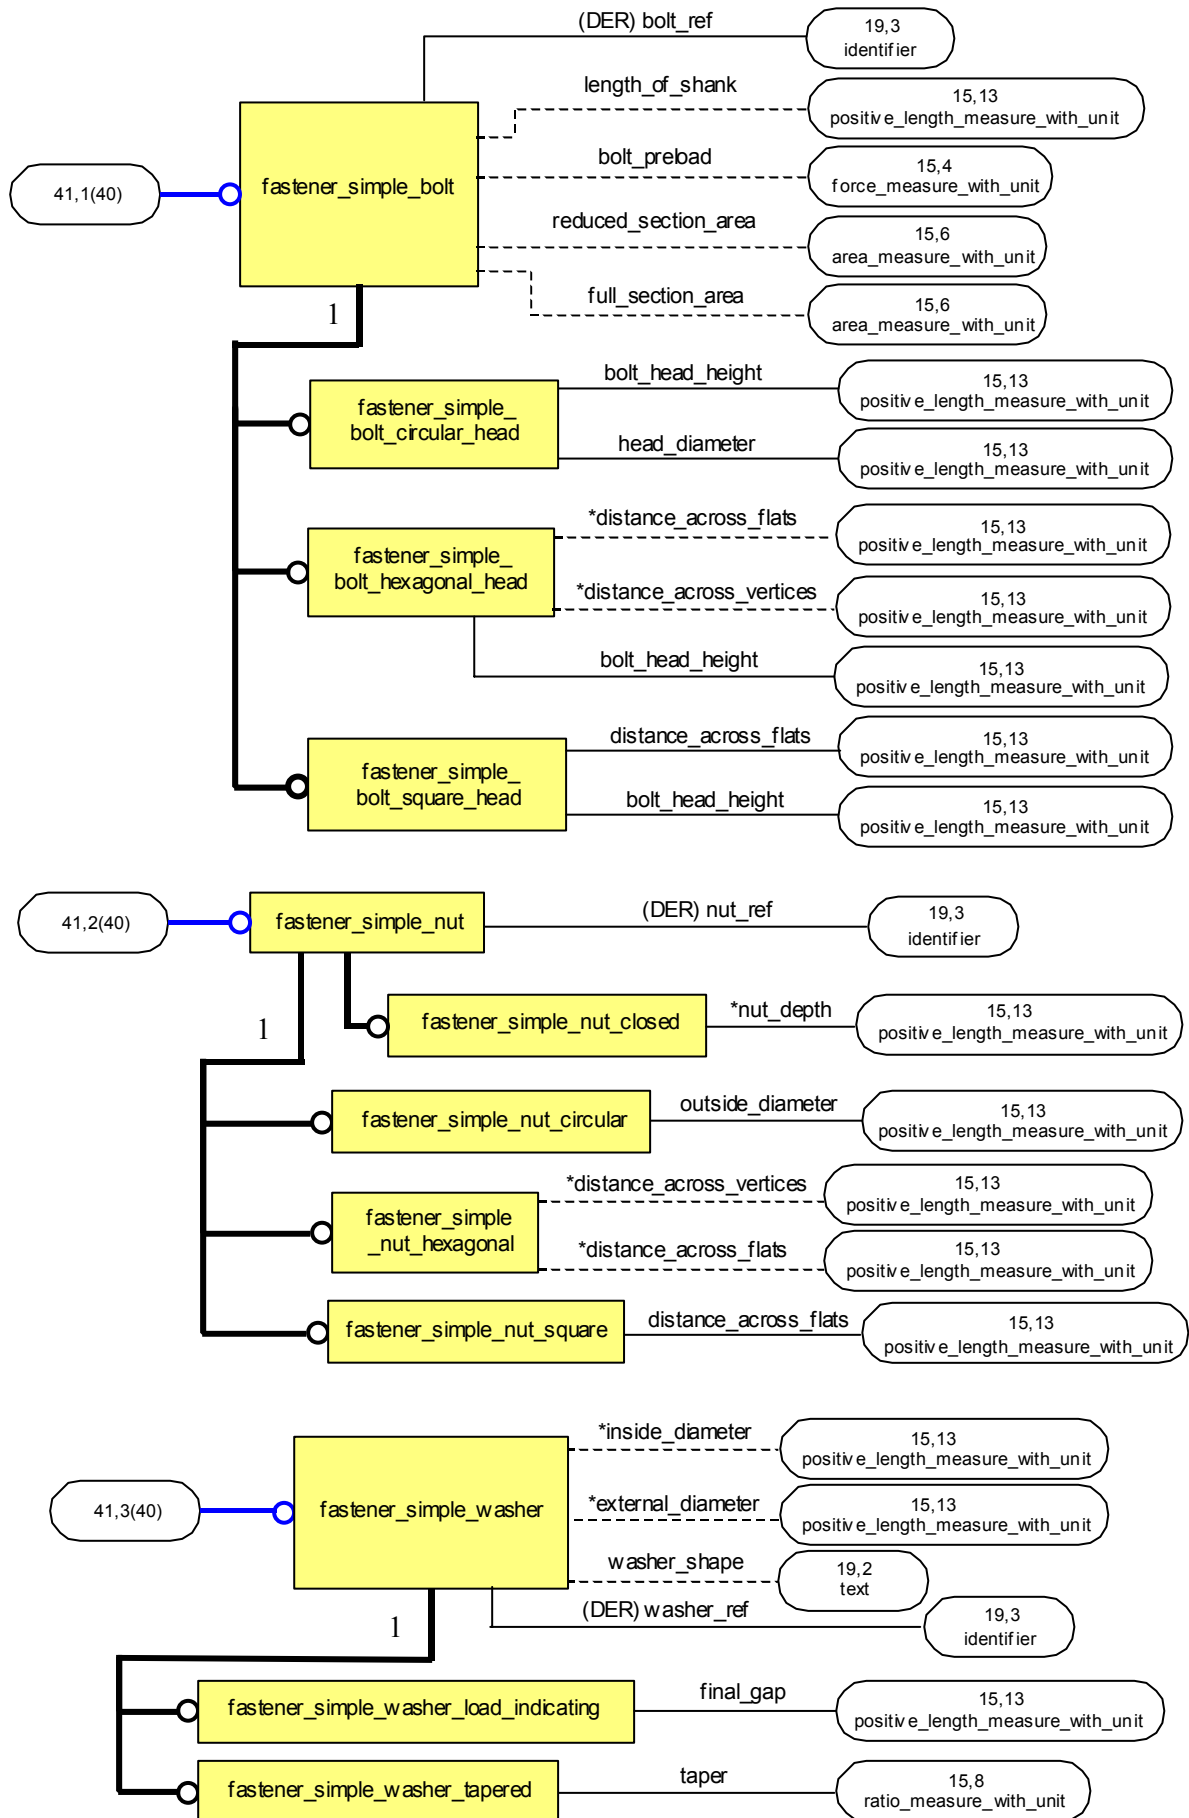 (DER) bolt_ref
19,3
identifier
length_of_shank
15,13
positive_length_measure_with_unit
41,1(40)
fastener_simple_bolt
bolt_preload
15,4
force_measure_with_unit
reduced_section_area
15,6
area_measure_with_unit
full_section_area
15,6
area_measure_with_unit
1
fastener_simple_
bolt_circular_head
bolt_head_height
15,13
positive_length_measure_with_unit
head_diameter
15,13
positive_length_measure_with_unit
fastener_simple_
bolt_hexagonal_head
*distance_across_flats
15,13
positive_length_measure_with_unit
*distance_across_vertices
15,13
positive_length_measure_with_unit
bolt_head_height
15,13
positive_length_measure_with_unit
fastener_simple_
bolt_square_head
distance_across_flats
15,13
positive_length_measure_with_unit
bolt_head_height
15,13
positive_length_measure_with_unit
41,2(40)
fastener_simple_nut
(DER) nut_ref
19,3
identifier
1
fastener_simple_nut_closed
*nut_depth
15,13
positive_length_measure_with_unit
fastener_simple_nut_circular
outside_diameter
15,13
positive_length_measure_with_unit
fastener_simple
_nut_hexagonal
*distance_across_vertices
15,13
positive_length_measure_with_unit
*distance_across_flats
15,13
positive_length_measure_with_unit
fastener_simple_nut_square
distance_across_flats
15,13
positive_length_measure_with_unit
41,3(40)
fastener_simple_washer
*inside_diameter
15,13
positive_length_measure_with_unit
*external_diameter
15,13
positive_length_measure_with_unit
washer_shape
19,2
text
(DER) washer_ref
19,3
identifier
1
fastener_simple_washer_load_indicating
final_gap
15,13
positive_length_measure_with_unit
fastener_simple_washer_tapered
taper
15,8
ratio_measure_with_unit